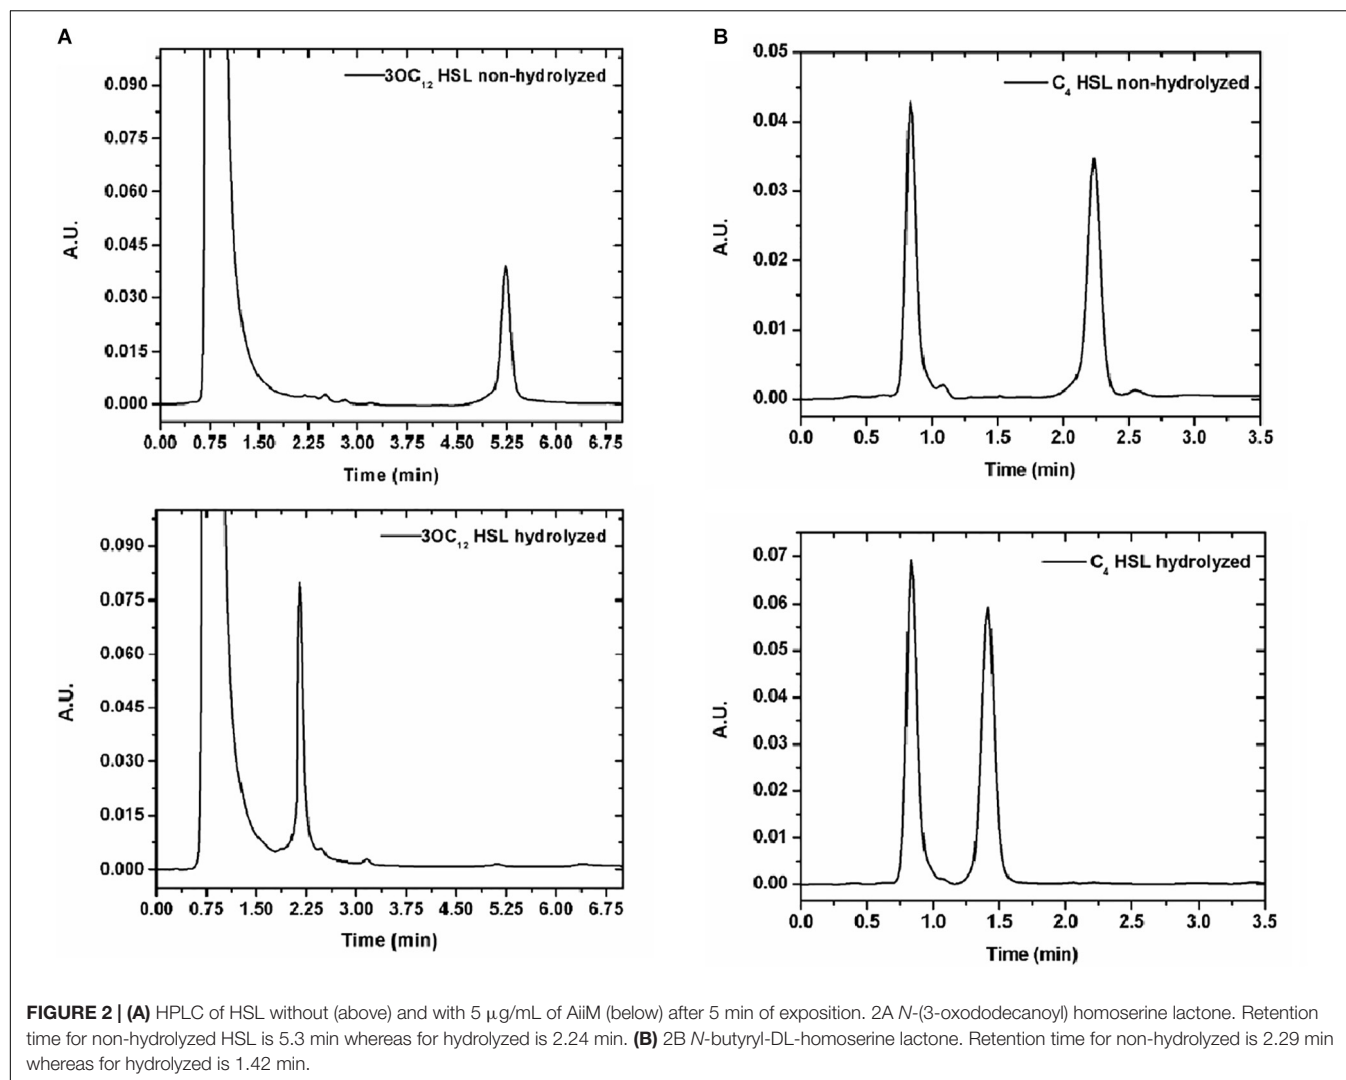 A
3OC12 HSL non-hydrolyzed
0.090
0.075
0.060
0.045
0.030
0.015
0.000
A.U.
0.00 0.75 1.50 2.25 3.00 3.75 4.50 5.25 6.00 6.75
Time (min)
3OC12 HSL hydrolyzed
0.090
0.075
0.060
0.045
0.030
0.015
0.000
A.U.
0.00 0.75 1.50 2.25 3.00 3.75 4.50 5.25 6.00 6.75
Time (min)
B
C4 HSL non-hydrolyzed
0.05
0.04
0.03
0.02
0.01
0.00
A.U.
0.0 0.5 1.0 1.5 2.0 2.5 3.0 3.5
Time (min)
C4 HSL hydrolyzed
0.07
0.06
0.05
0.04
0.03
0.02
0.01
0.00
A.U.
0.0 0.5 1.0 1.5 2.0 2.5 3.0 3.5
Time (min)
FIGURE 2 | (A) HPLC of HSL without (above) and with 5 μg/mL of AiiM (below) after 5 min of exposition. 2A N-(3-oxododecanoyl) homoserine lactone. Retention
time for non-hydrolyzed HSL is 5.3 min whereas for hydrolyzed is 2.24 min. (B) 2B N-butyryl-DL-homoserine lactone. Retention time for non-hydrolyzed is 2.29 min
whereas for hydrolyzed is 1.42 min.